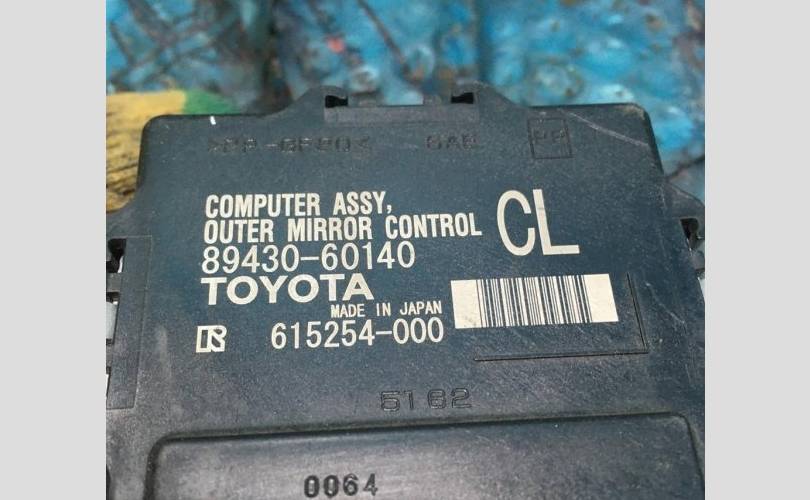 COMPUTER ASSY,
OUTER MIRROR CONTROL
CL
89430-60140
TOYOTA
MADE IN JAPAN
R 615254-000
5162
0064